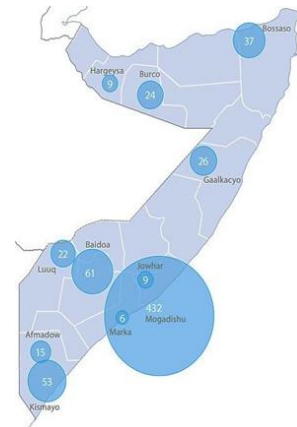 37
Bossaso
Hargeysa
9
Burco
24
26
Gaalkacyo
22
Luuq
Baidoa
61
Jowhar
9
432
Mogadishu
6
Marka
Afmadow
15
53
Kismayo